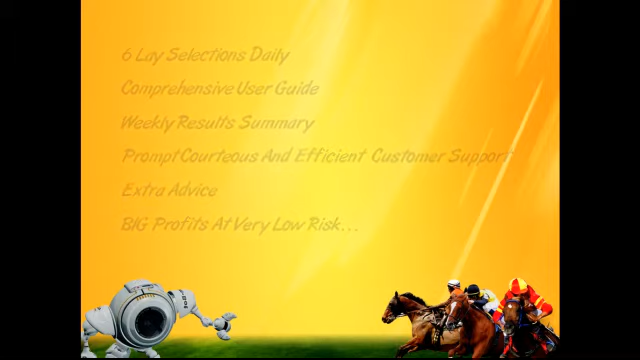 6 Lay Selections Daily
Comprehensive User Guide
Weekly Results Summary
Prompt Courteous And Efficient Customer Support
Extra Advice
BIG Profits At Very Low Risk...